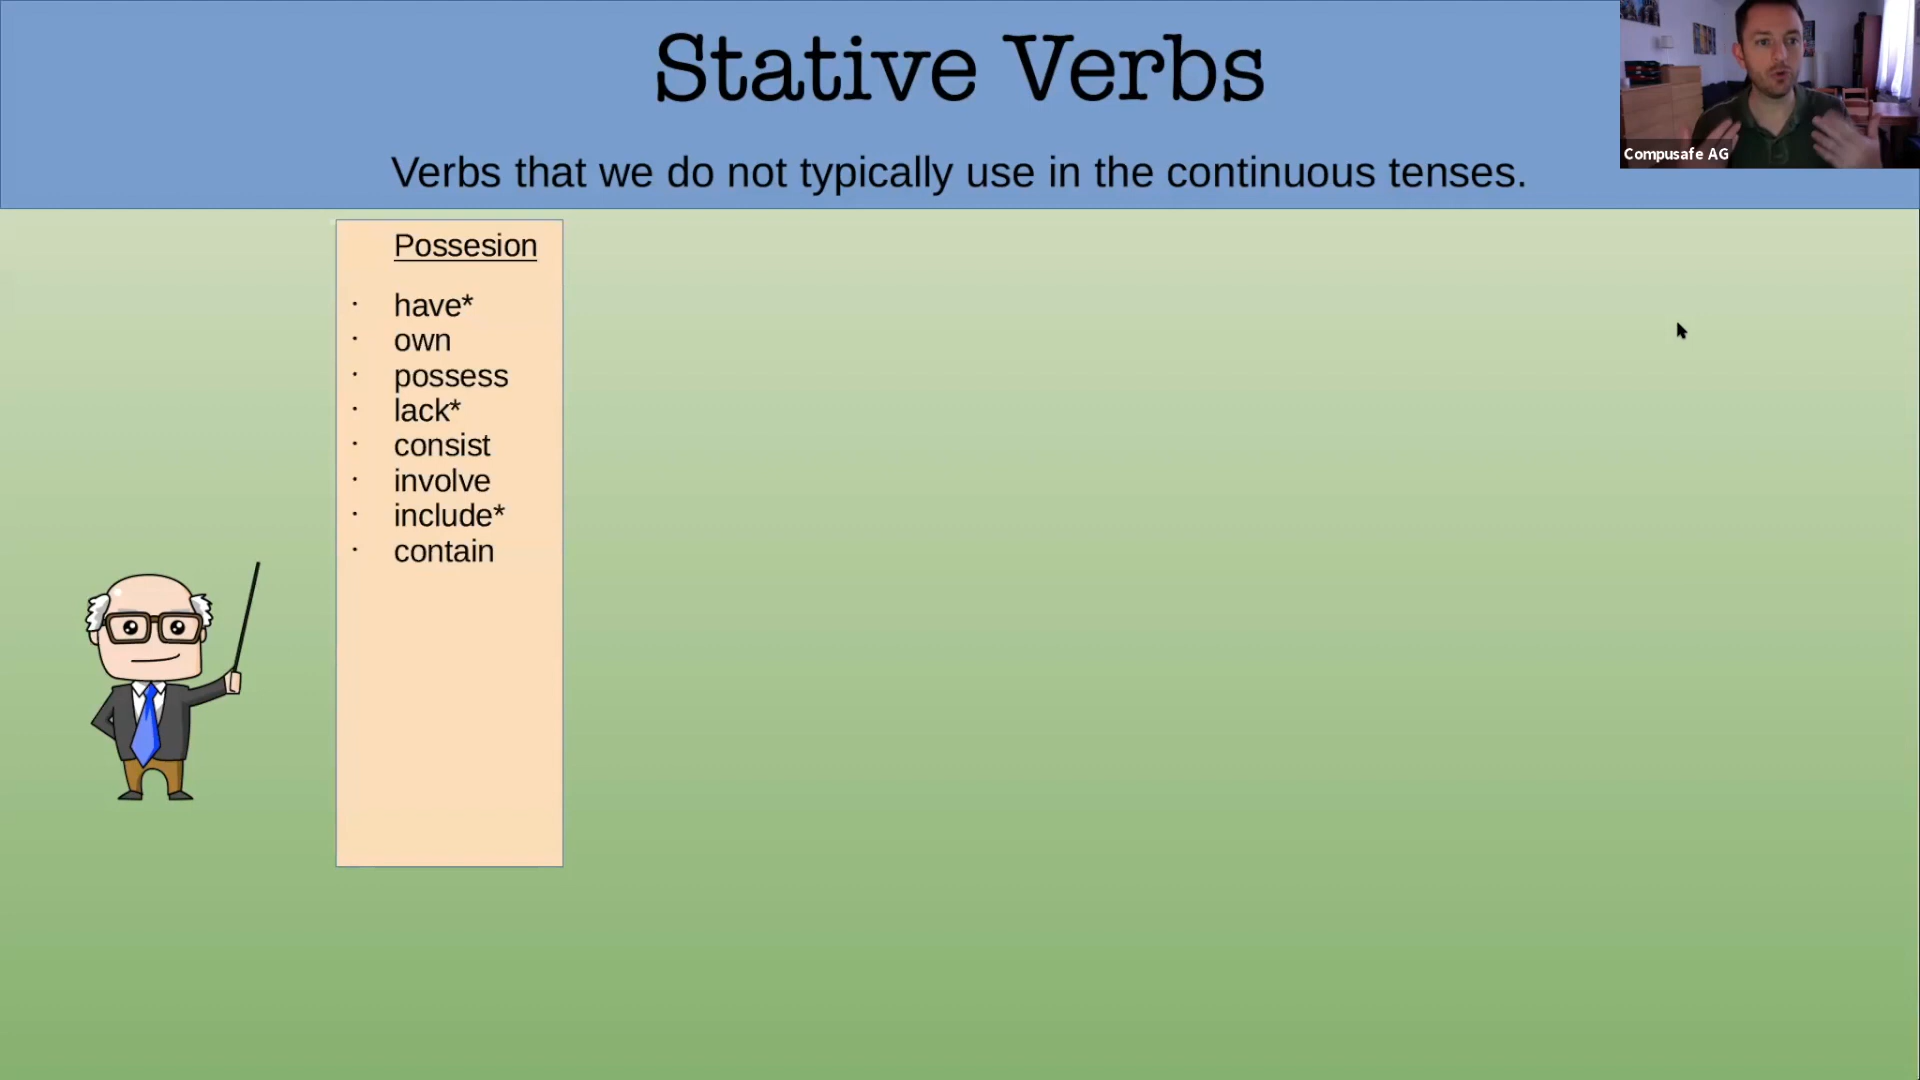 Stative Verbs
Verbs that we do not typically use in the continuous tenses.
Compusafe AG
Possesion
· have*
· own
· possess
· lack*
· consist
· involve
· include*
· contain